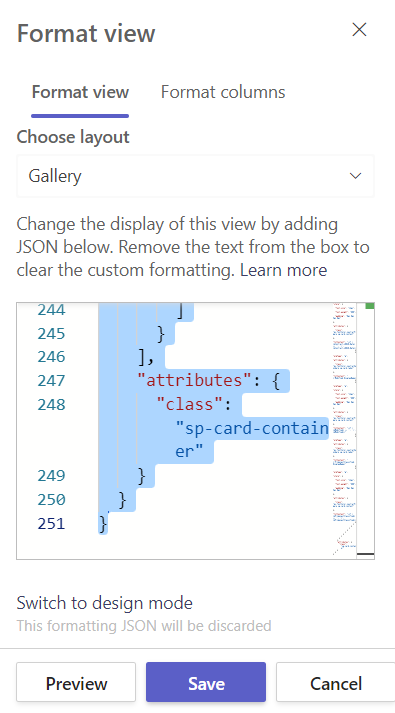 Format view
Format view
Format columns
Choose layout
Gallery
Change the display of this view by adding
JSON below. Remove the text from the box to
clear the custom formatting. Learn more
244 ]
245 }
246 ],
247 "attributes": {
248 "class":
"sp-card-contain
er"
249 }
250 }
251 }
Switch to design mode
This formatting JSON will be discarded
Preview
Save
Cancel